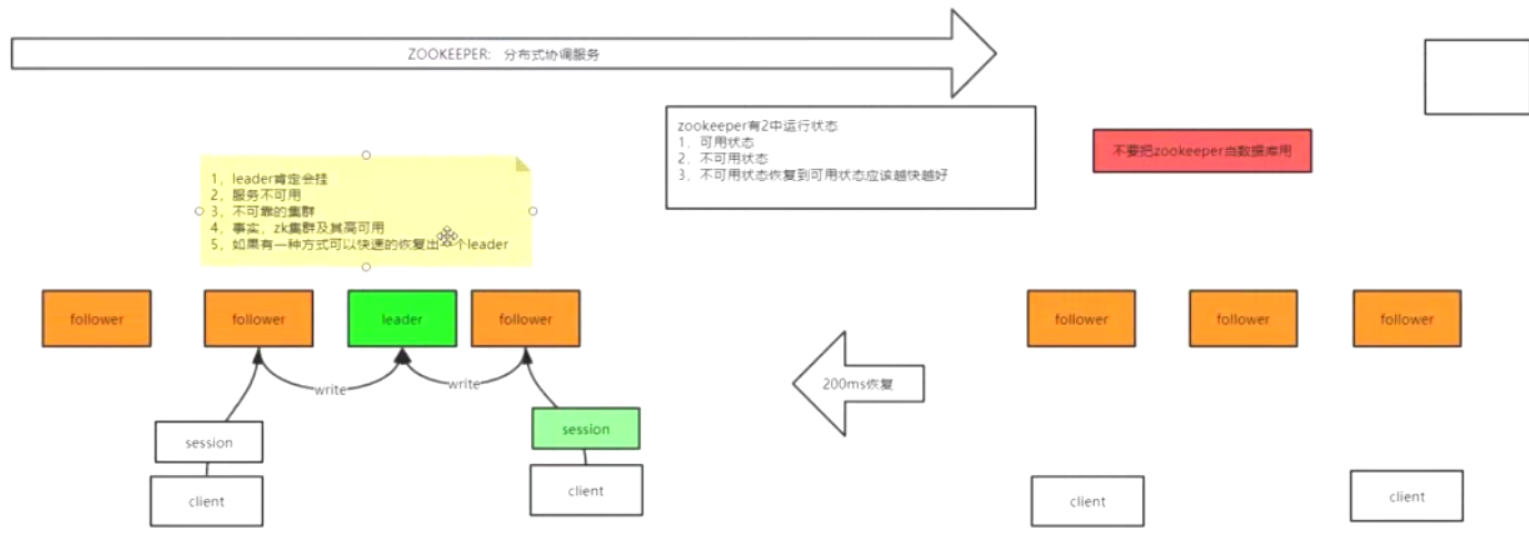 ZOOKEEPER: 分布式协调服务
zookeeper有2中运行状态
1，可用状态
2，不可用状态
3，不可用状态恢复到可用状态应该越快越好
不要把zookeeper当数据库用
1，leader肯定会挂
2，服务不可用
3，不可靠的集群
4，事实，zk集群及其高可用
5，如果有一种方式可以快速的恢复出 个leader
follower
follower
leader
follower
follower
follower
follower
write
write
200ms恢复
session
session
client
client
client
client